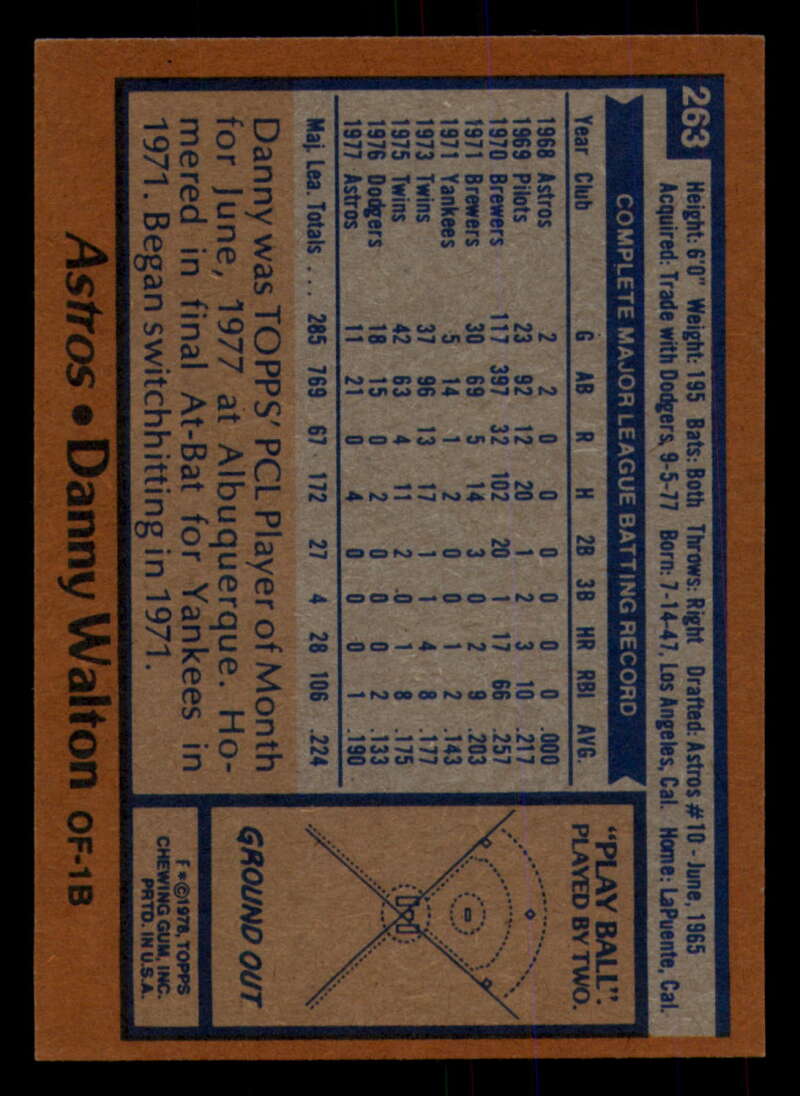 263
Height: 6'0" Weight: 195 Bats: Both Throws: Right Drafted: Astros #10 - June, 1965
Acquired: Trade with Dodgers, 9-5-77 Born: 7-14-47, Los Angeles, Cal. Home: LaPuente, Cal.
COMPLETE MAJOR LEAGUE BATTING RECORD
Year Club G AB R H 2B 3B HR RBI AVG.
1968 Astros 2 2 0 0 0 0 0 0 .000
1969 Pilots 23 92 12 20 1 2 3 10 .217
1970 Brewers 117 397 32 102 20 1 17 66 .257
1971 Brewers 30 69 5 14 3 0 2 9 .203
1971 Yankees 5 14 1 2 0 0 1 2 .143
1973 Twins 37 96 13 17 1 1 4 8 .177
1975 Twins 42 63 4 11 2 0 1 8 .175
1976 Dodgers 18 15 0 2 0 0 0 2 .133
1977 Astros 11 21 0 4 0 0 0 1 .190
Maj. Lea. Totals . . . 285 769 67 172 27 4 28 106 .224
Danny was TOPPS' PCL Player of Month
for June, 1977 at Albuquerque. Ho-
mered in final At-Bat for Yankees in
1971. Began switchhitting in 1971.
"PLAY BALL".
PLAYED BY TWO.
GROUND OUT
F*©1978, TOPPS
CHEWING GUM, INC.
PRTD. IN U.S.A.
Astros • Danny Walton OF-1B